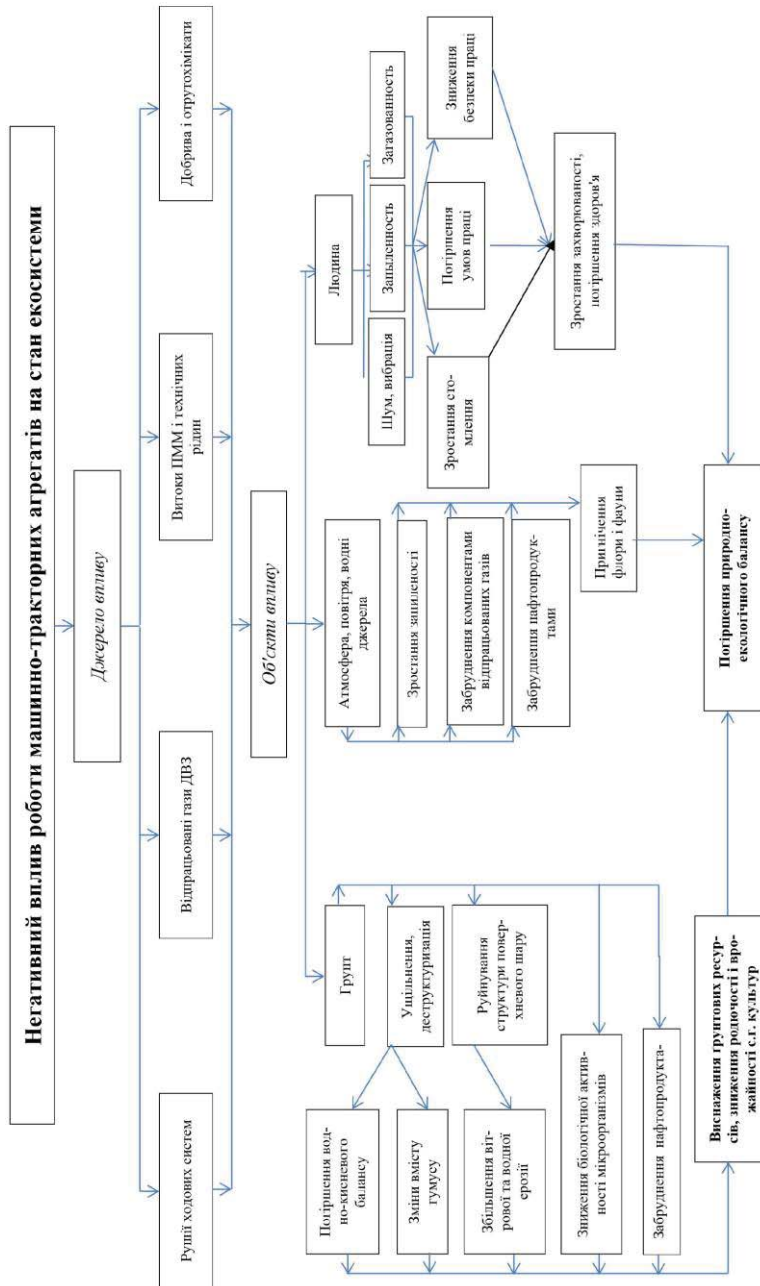 Негативний вплив роботи машинно-тракторних агрегатів на стан екосистеми
Джерело впливу
Рушії ходових систем
Відпрацьовані гази ДВЗ
Витоки ПММ і технічних
рідин
Добрива і отрутохімікати
Об'єкти впливу
Ґрунт
Ущільнення,
деструктуризація
Руйнування
структури повер-
хневого шару
Погіршення вод-
но-кисневого
балансу
Зміни вмісту
гумусу
Збільшення віт-
рової та водної
ерозії
Зниження біологічної актив-
ності мікроорганізмів
Забруднення нафтопродукта-
ми
Виснаження ґрунтових ресур-
сів, зниження родючості і вро-
жайності с.г. культур
Атмосфера, повітря, водні
джерела
Зростання запиленості
Забруднення компонентами
відпрацьованих газів
Забруднення нафтопродук-
тами
Пригнічення
флори і фауни
Людина
Шум, вибрація
Запыленность
Загазованность
Зростання сто-
млення
Погіршення
умов праці
Зниження
безпеки праці
Зростання захворюваності,
погіршення здоров'я
Погіршення природно-
екологічного балансу